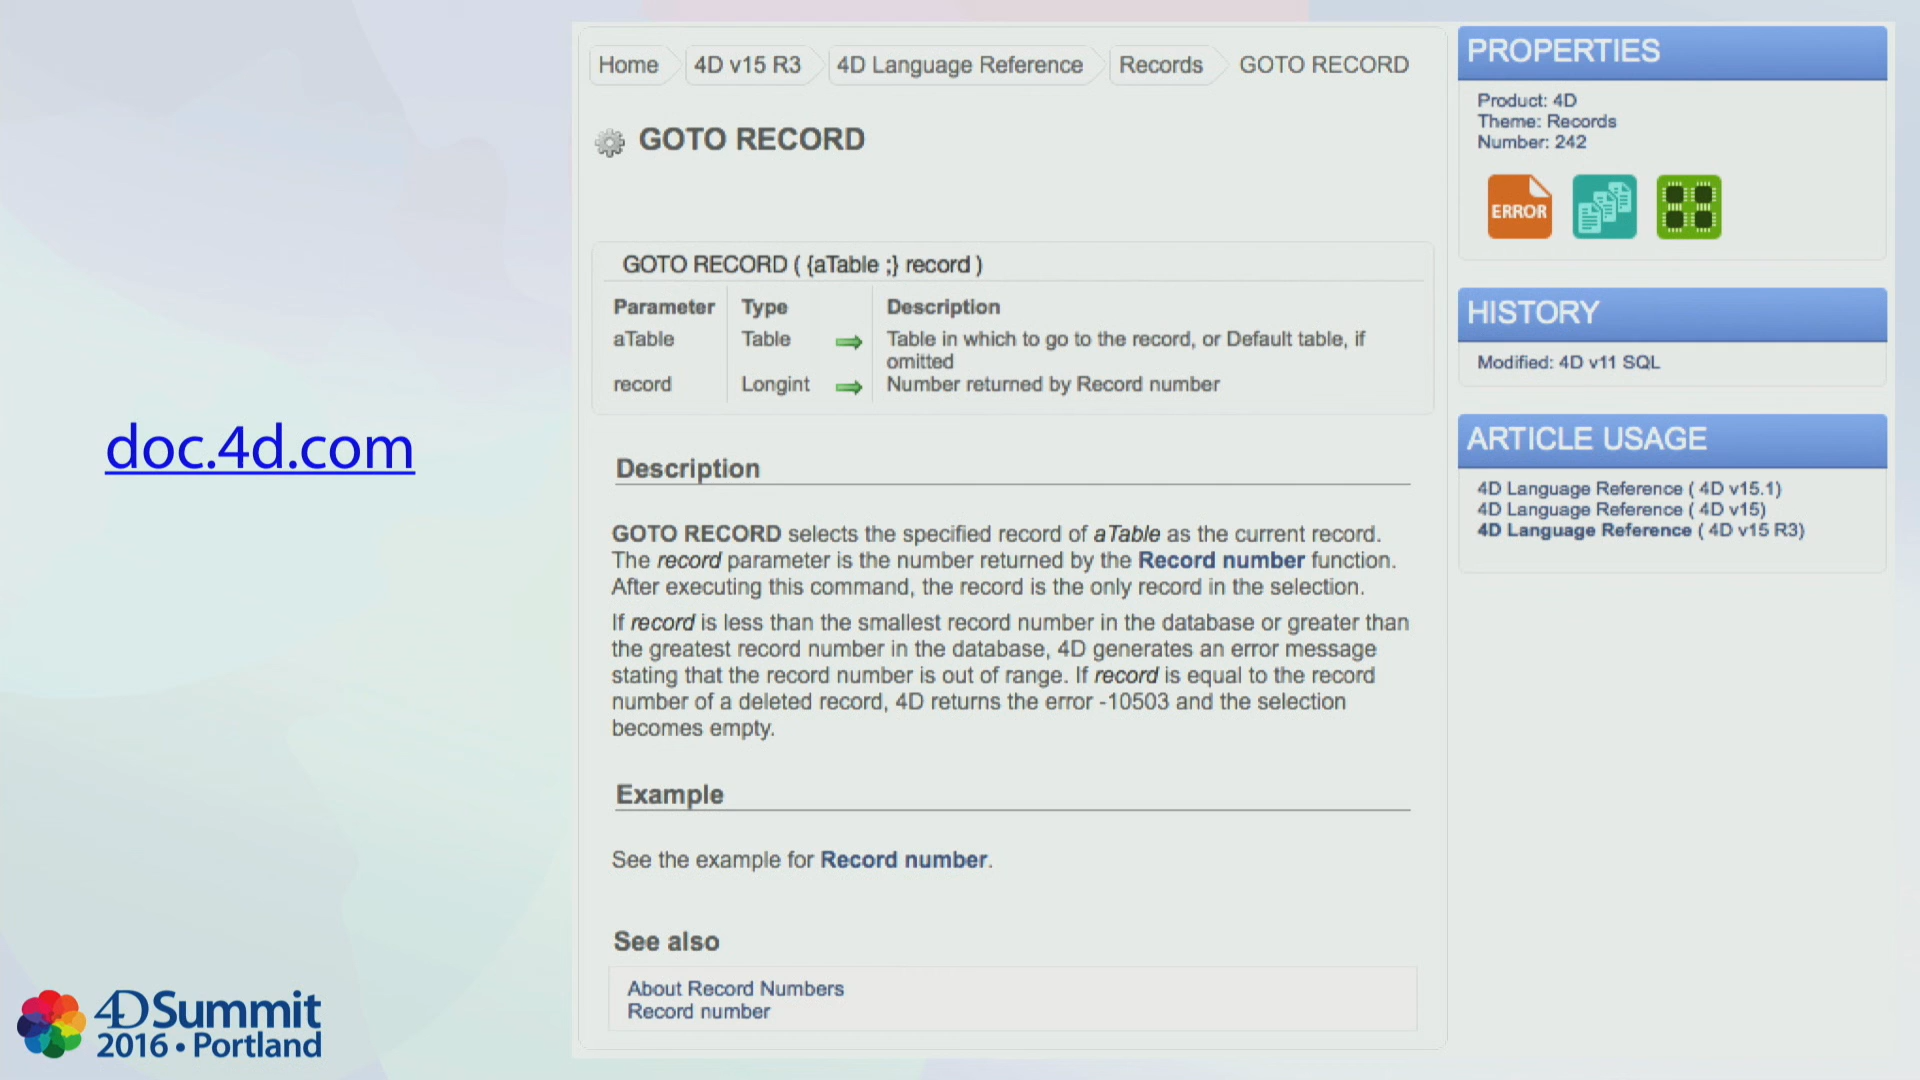 doc.4d.com
4D Summit
2016 • Portland
Home
4D v15 R3
4D Language Reference
Records
GOTO RECORD
GOTO RECORD
GOTO RECORD ( {aTable ;} record )
Parameter Type Description
aTable Table Table in which to go to the record, or Default table, if
omitted
record Longint Number returned by Record number
Description
GOTO RECORD selects the specified record of aTable as the current record.
The record parameter is the number returned by the Record number function.
After executing this command, the record is the only record in the selection.
If record is less than the smallest record number in the database or greater than
the greatest record number in the database, 4D generates an error message
stating that the record number is out of range. If record is equal to the record
number of a deleted record, 4D returns the error -10503 and the selection
becomes empty.
Example
See the example for Record number.
See also
About Record Numbers
Record number
PROPERTIES
Product: 4D
Theme: Records
Number: 242
ERROR
HISTORY
Modified: 4D v11 SQL
ARTICLE USAGE
4D Language Reference ( 4D v15.1)
4D Language Reference ( 4D v15)
4D Language Reference ( 4D v15 R3)